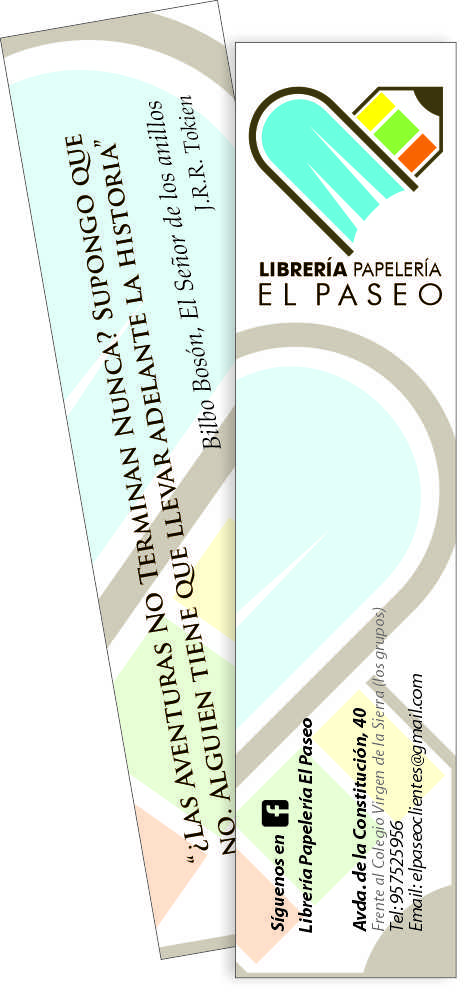 “¿LAS AVENTURAS NO TERMINAN NUNCA? SUPONGO QUE
NO. ALGUIEN TIENE QUE LLEVAR ADELANTE LA HISTORIA”
Bilbo Bosón, El Señor de los anillos
J.R.R. Tokien
LIBRERÍA PAPELERÍA
EL PASEO
Síguenos en f
Librería Papelería El Paseo
Avda. de la Constitución, 40
Frente al Colegio Virgen de la Sierra (los grupos)
Tel: 957525956
Email: elpaseoclientes@gmail.com